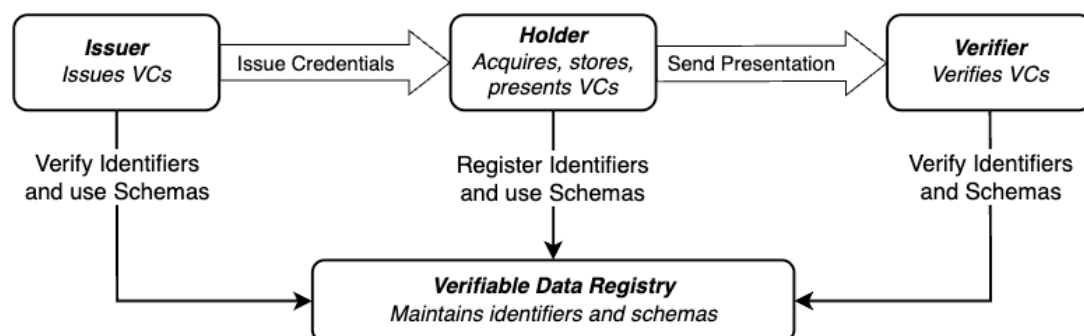 Issuer
Issues VCs
Issue Credentials
Holder
Acquires, stores,
presents VCs
Send Presentation
Verifier
Verifies VCs
Verify Identifiers
and use Schemas
Register Identifiers
and use Schemas
Verify Identifiers
and Schemas
Verifiable Data Registry
Maintains identifiers and schemas